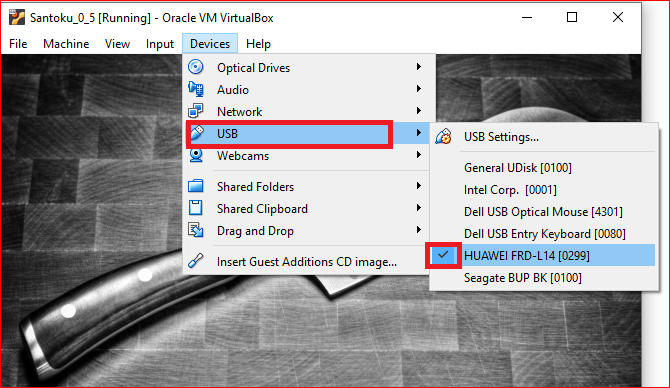 Santoku_0_5 [Running] - Oracle VM VirtualBox
File Machine View Input Devices Help
Optical Drives
Audio
Network
USB
Webcams
Shared Folders
Shared Clipboard
Drag and Drop
Insert Guest Additions CD image...
USB Settings...
General UDisk [0100]
Intel Corp. [0001]
Dell USB Optical Mouse [4301]
Dell USB Entry Keyboard [0080]
HUAWEI FRD-L14 [0299]
Seagate BUP BK [0100]